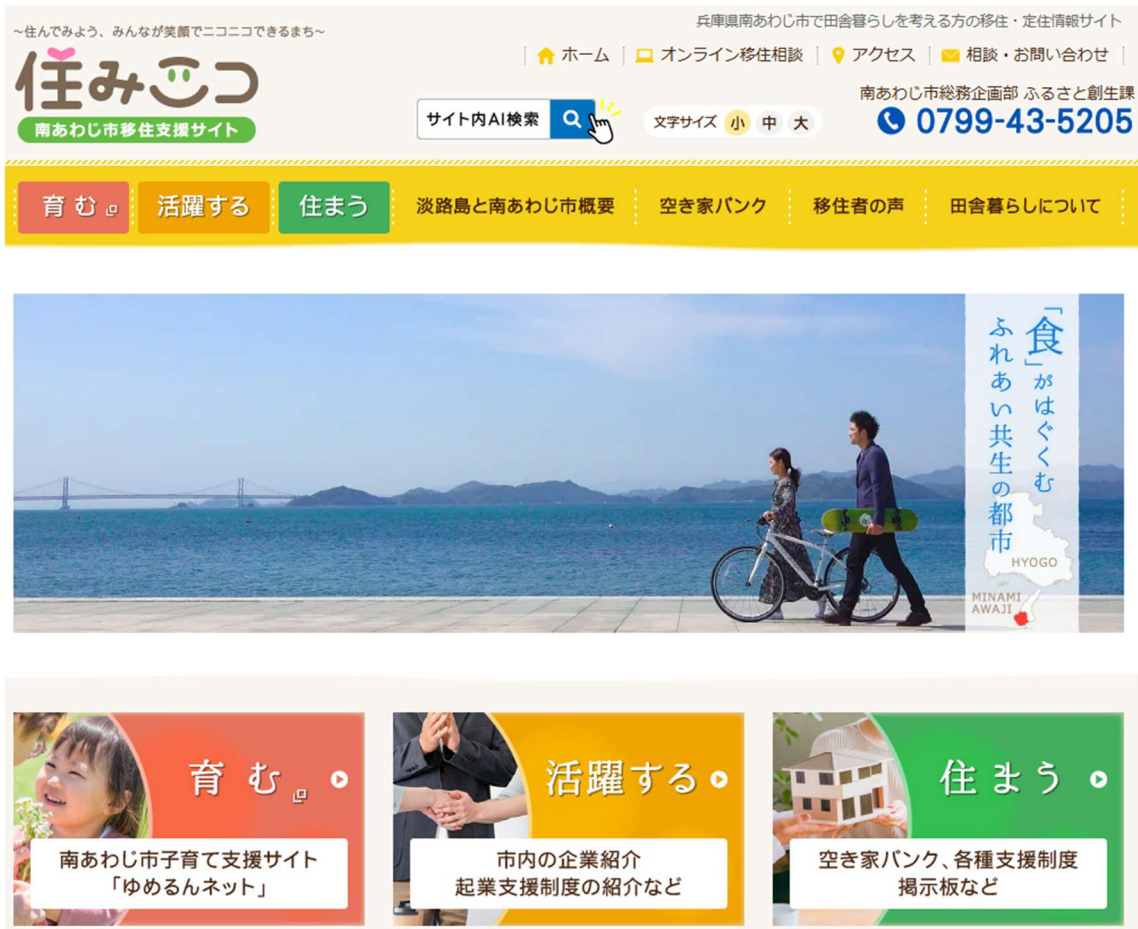 兵庫県南あわじ市で田舎暮らしを考える方の移住・定住情報サイト
~住んでみよう、みんなが笑顔でニコニコできるまち~
住みニコ
南あわじ市移住支援サイト
ホーム
オンライン移住相談
アクセス
相談・お問い合わせ
サイト内AI検索
文字サイズ 小 中 大
南あわじ市総務企画部 ふるさと創生課
0799-43-5205
育む
活躍する
住まう
淡路島と南あわじ市概要
空き家バンク
移住者の声
田舎暮らしについて
「食」がはぐくむ
ふれあい共生の都市
HYOGO
MINAMI
AWAJI
育む
南あわじ市子育て支援サイト
「ゆめるんネット」
活躍する
市内の企業紹介
起業支援制度の紹介など
住まう
空き家バンク、各種支援制度
掲示板など